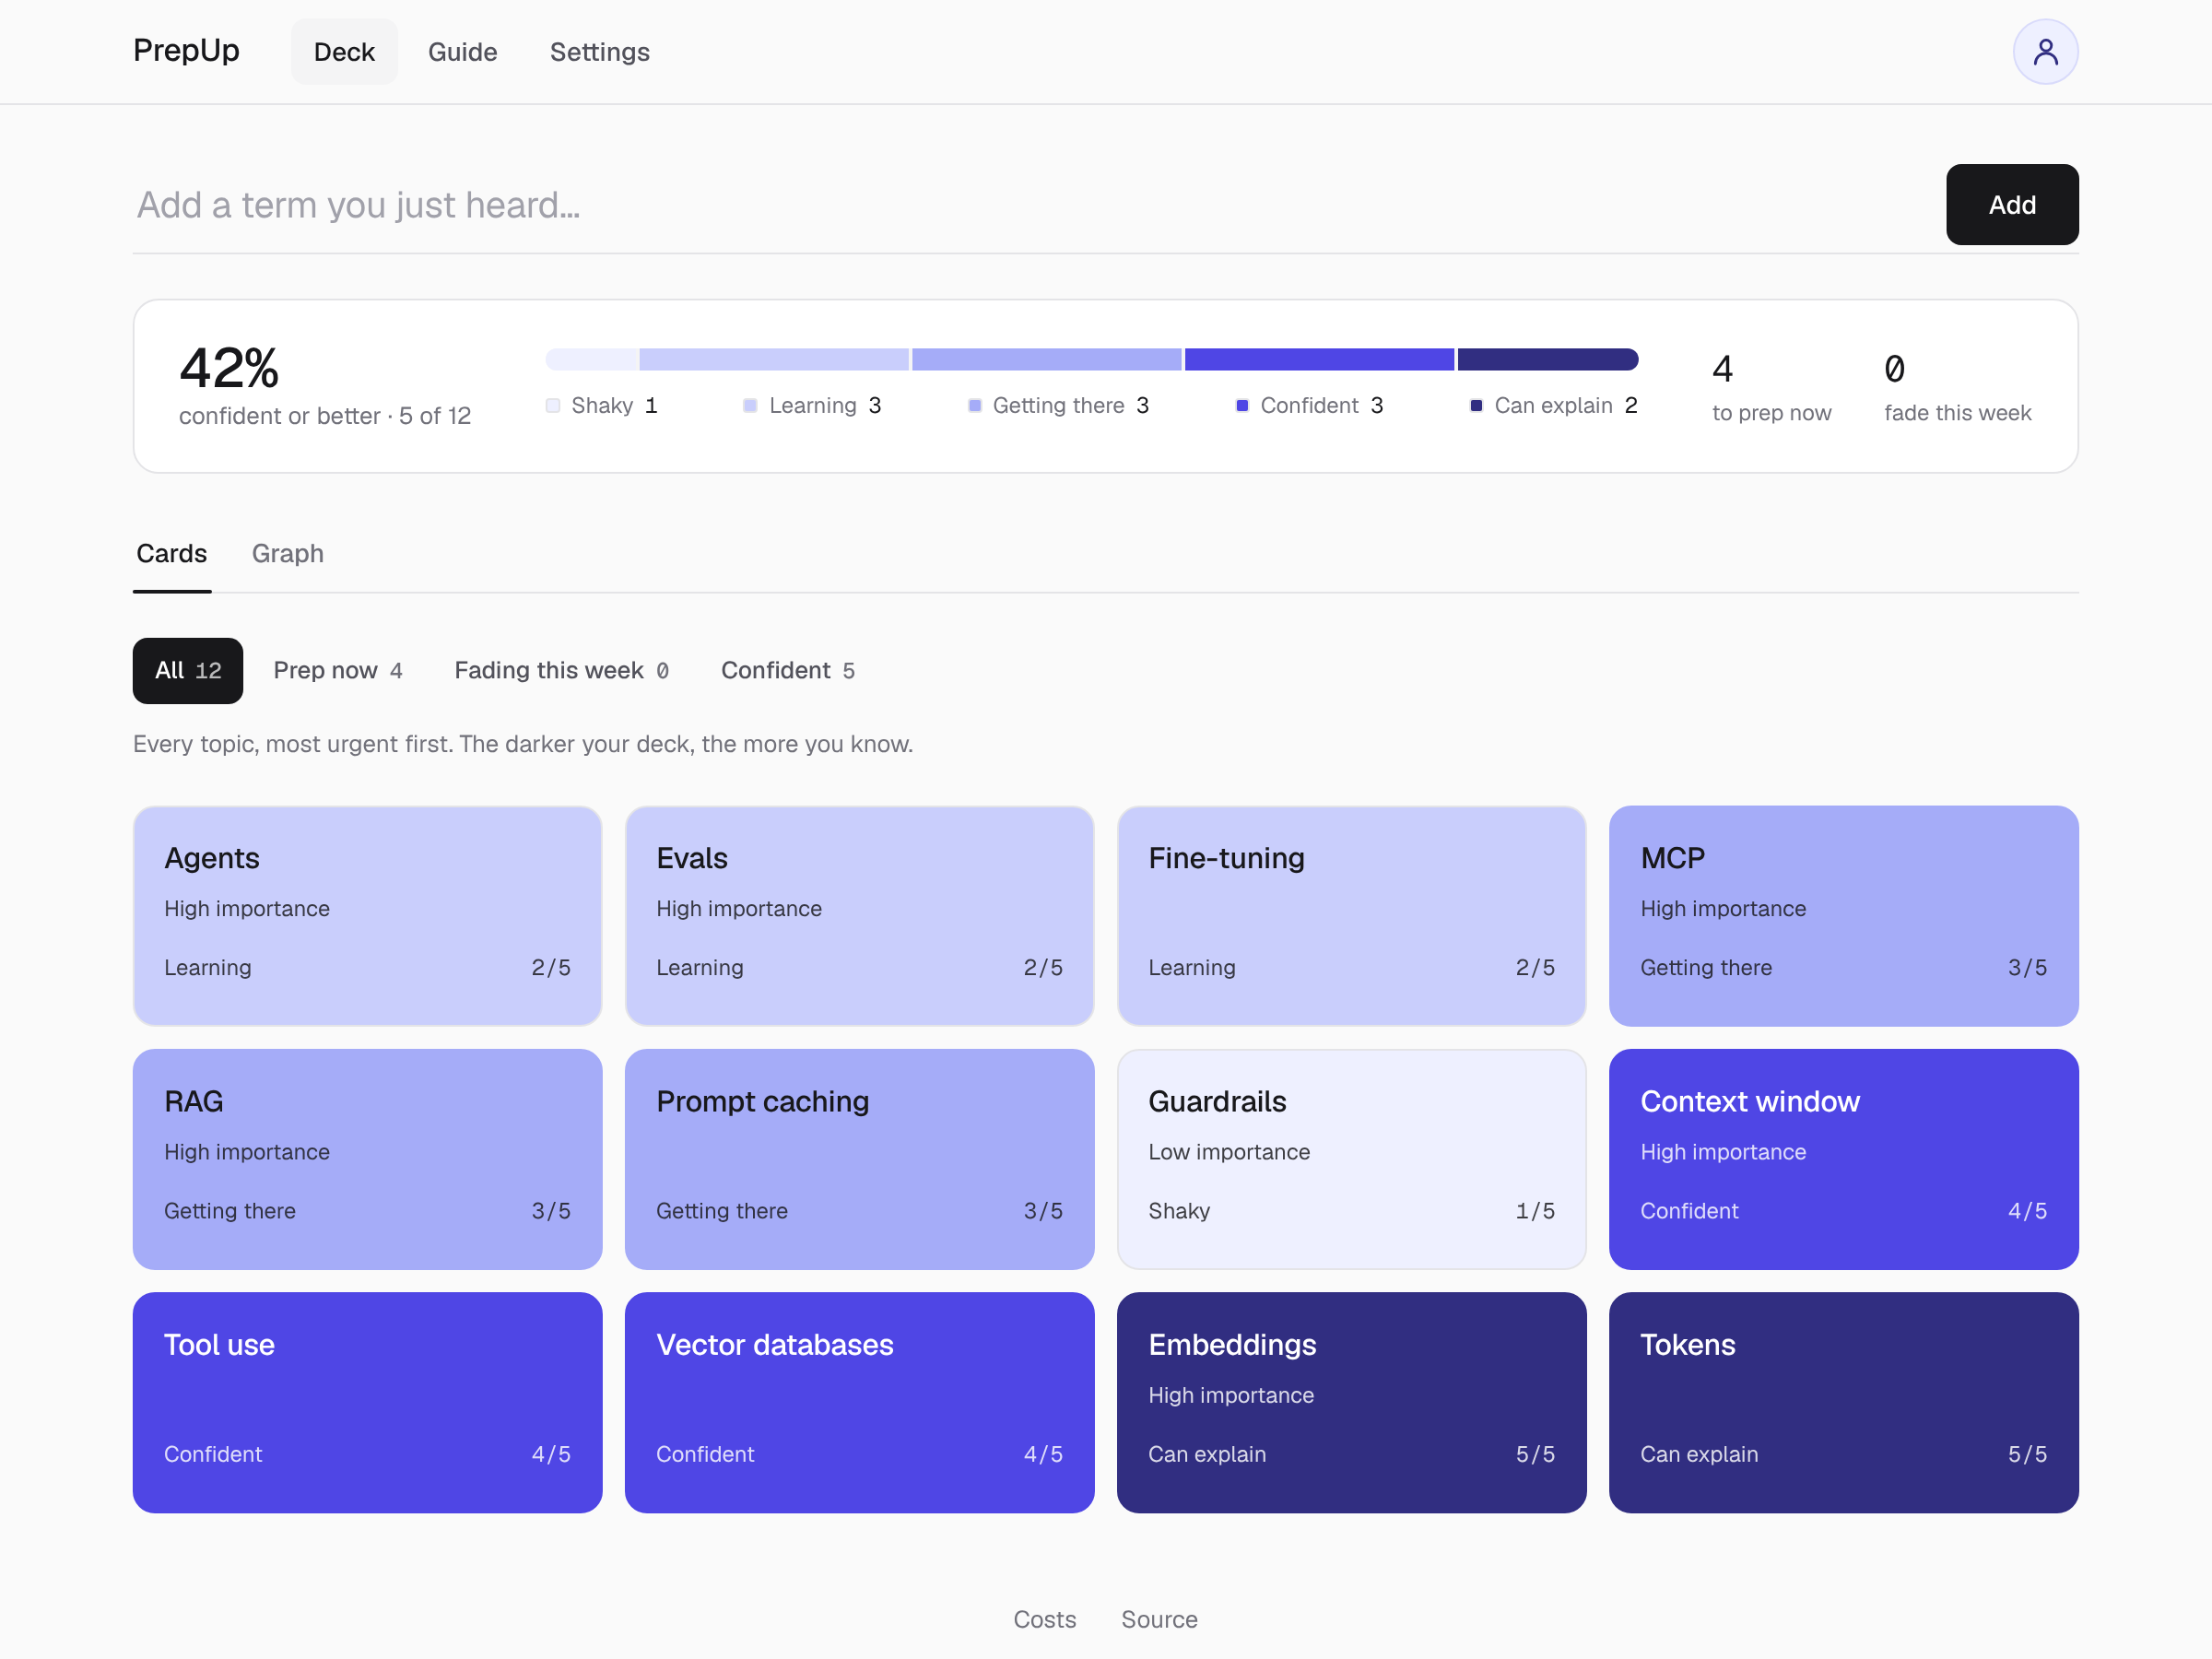 PrepUp Deck Guide Settings
Add a term you just heard... Add
42%
confident or better · 5 of 12
Shaky 1 Learning 3 Getting there 3 Confident 3 Can explain 2
4
to prep now
0
fade this week
Cards Graph
All 12 Prep now 4 Fading this week 0 Confident 5
Every topic, most urgent first. The darker your deck, the more you know.
Agents
High importance
Learning 2/5
Evals
High importance
Learning 2/5
Fine-tuning
Learning 2/5
MCP
High importance
Getting there 3/5
RAG
High importance
Getting there 3/5
Prompt caching
Getting there 3/5
Guardrails
Low importance
Shaky 1/5
Context window
High importance
Confident 4/5
Tool use
Confident 4/5
Vector databases
Confident 4/5
Embeddings
High importance
Can explain 5/5
Tokens
Can explain 5/5
Costs Source